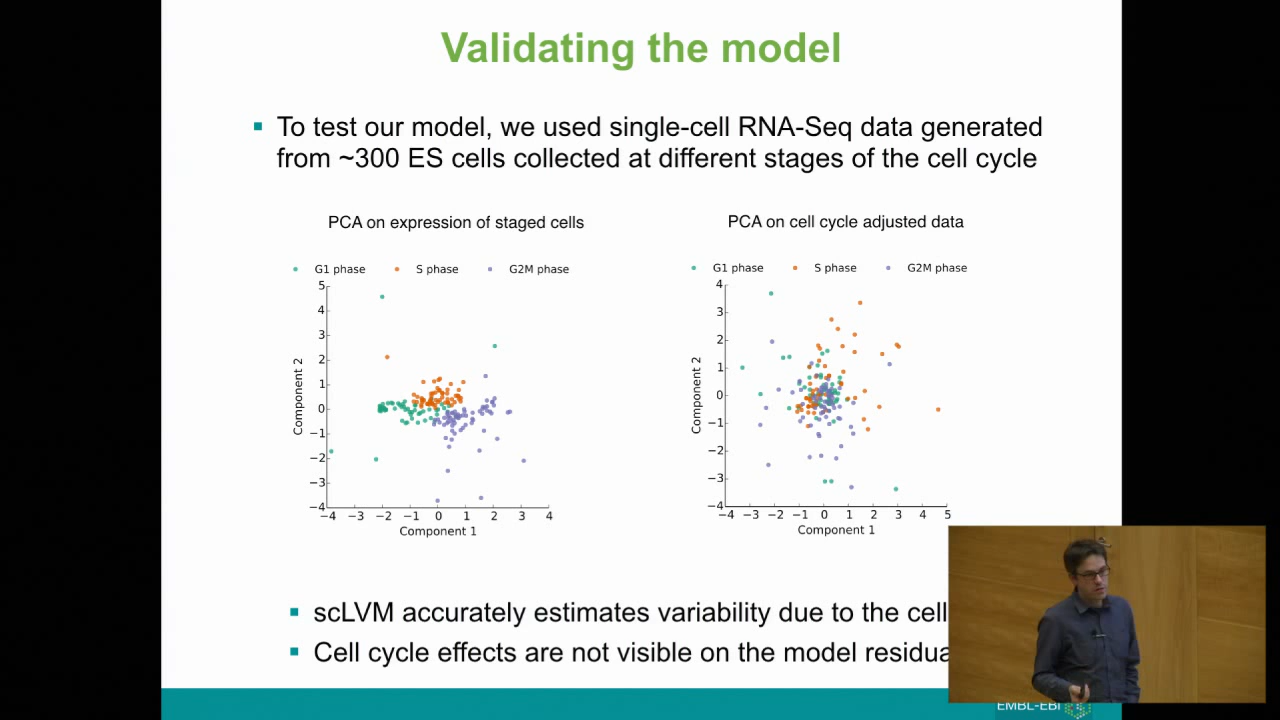 Validating the model
To test our model, we used single-cell RNA-Seq data generated
from ~300 ES cells collected at different stages of the cell cycle
PCA on expression of staged cells
PCA on cell cycle adjusted data
G1 phase S phase G2M phase
G1 phase S phase G2M phase
5
4
3
2
1
0
−1
−2
−3
−4
Component 2
−4 −3 −2 −1 0 1 2 3 4
Component 1
4
3
2
1
0
−1
−2
−3
−4
Component 2
−4 −3 −2 −1 0 1 2 3 4 5
Component 1
scLVM accurately estimates variability due to the cell
Cell cycle effects are not visible on the model
EMBL-EBI